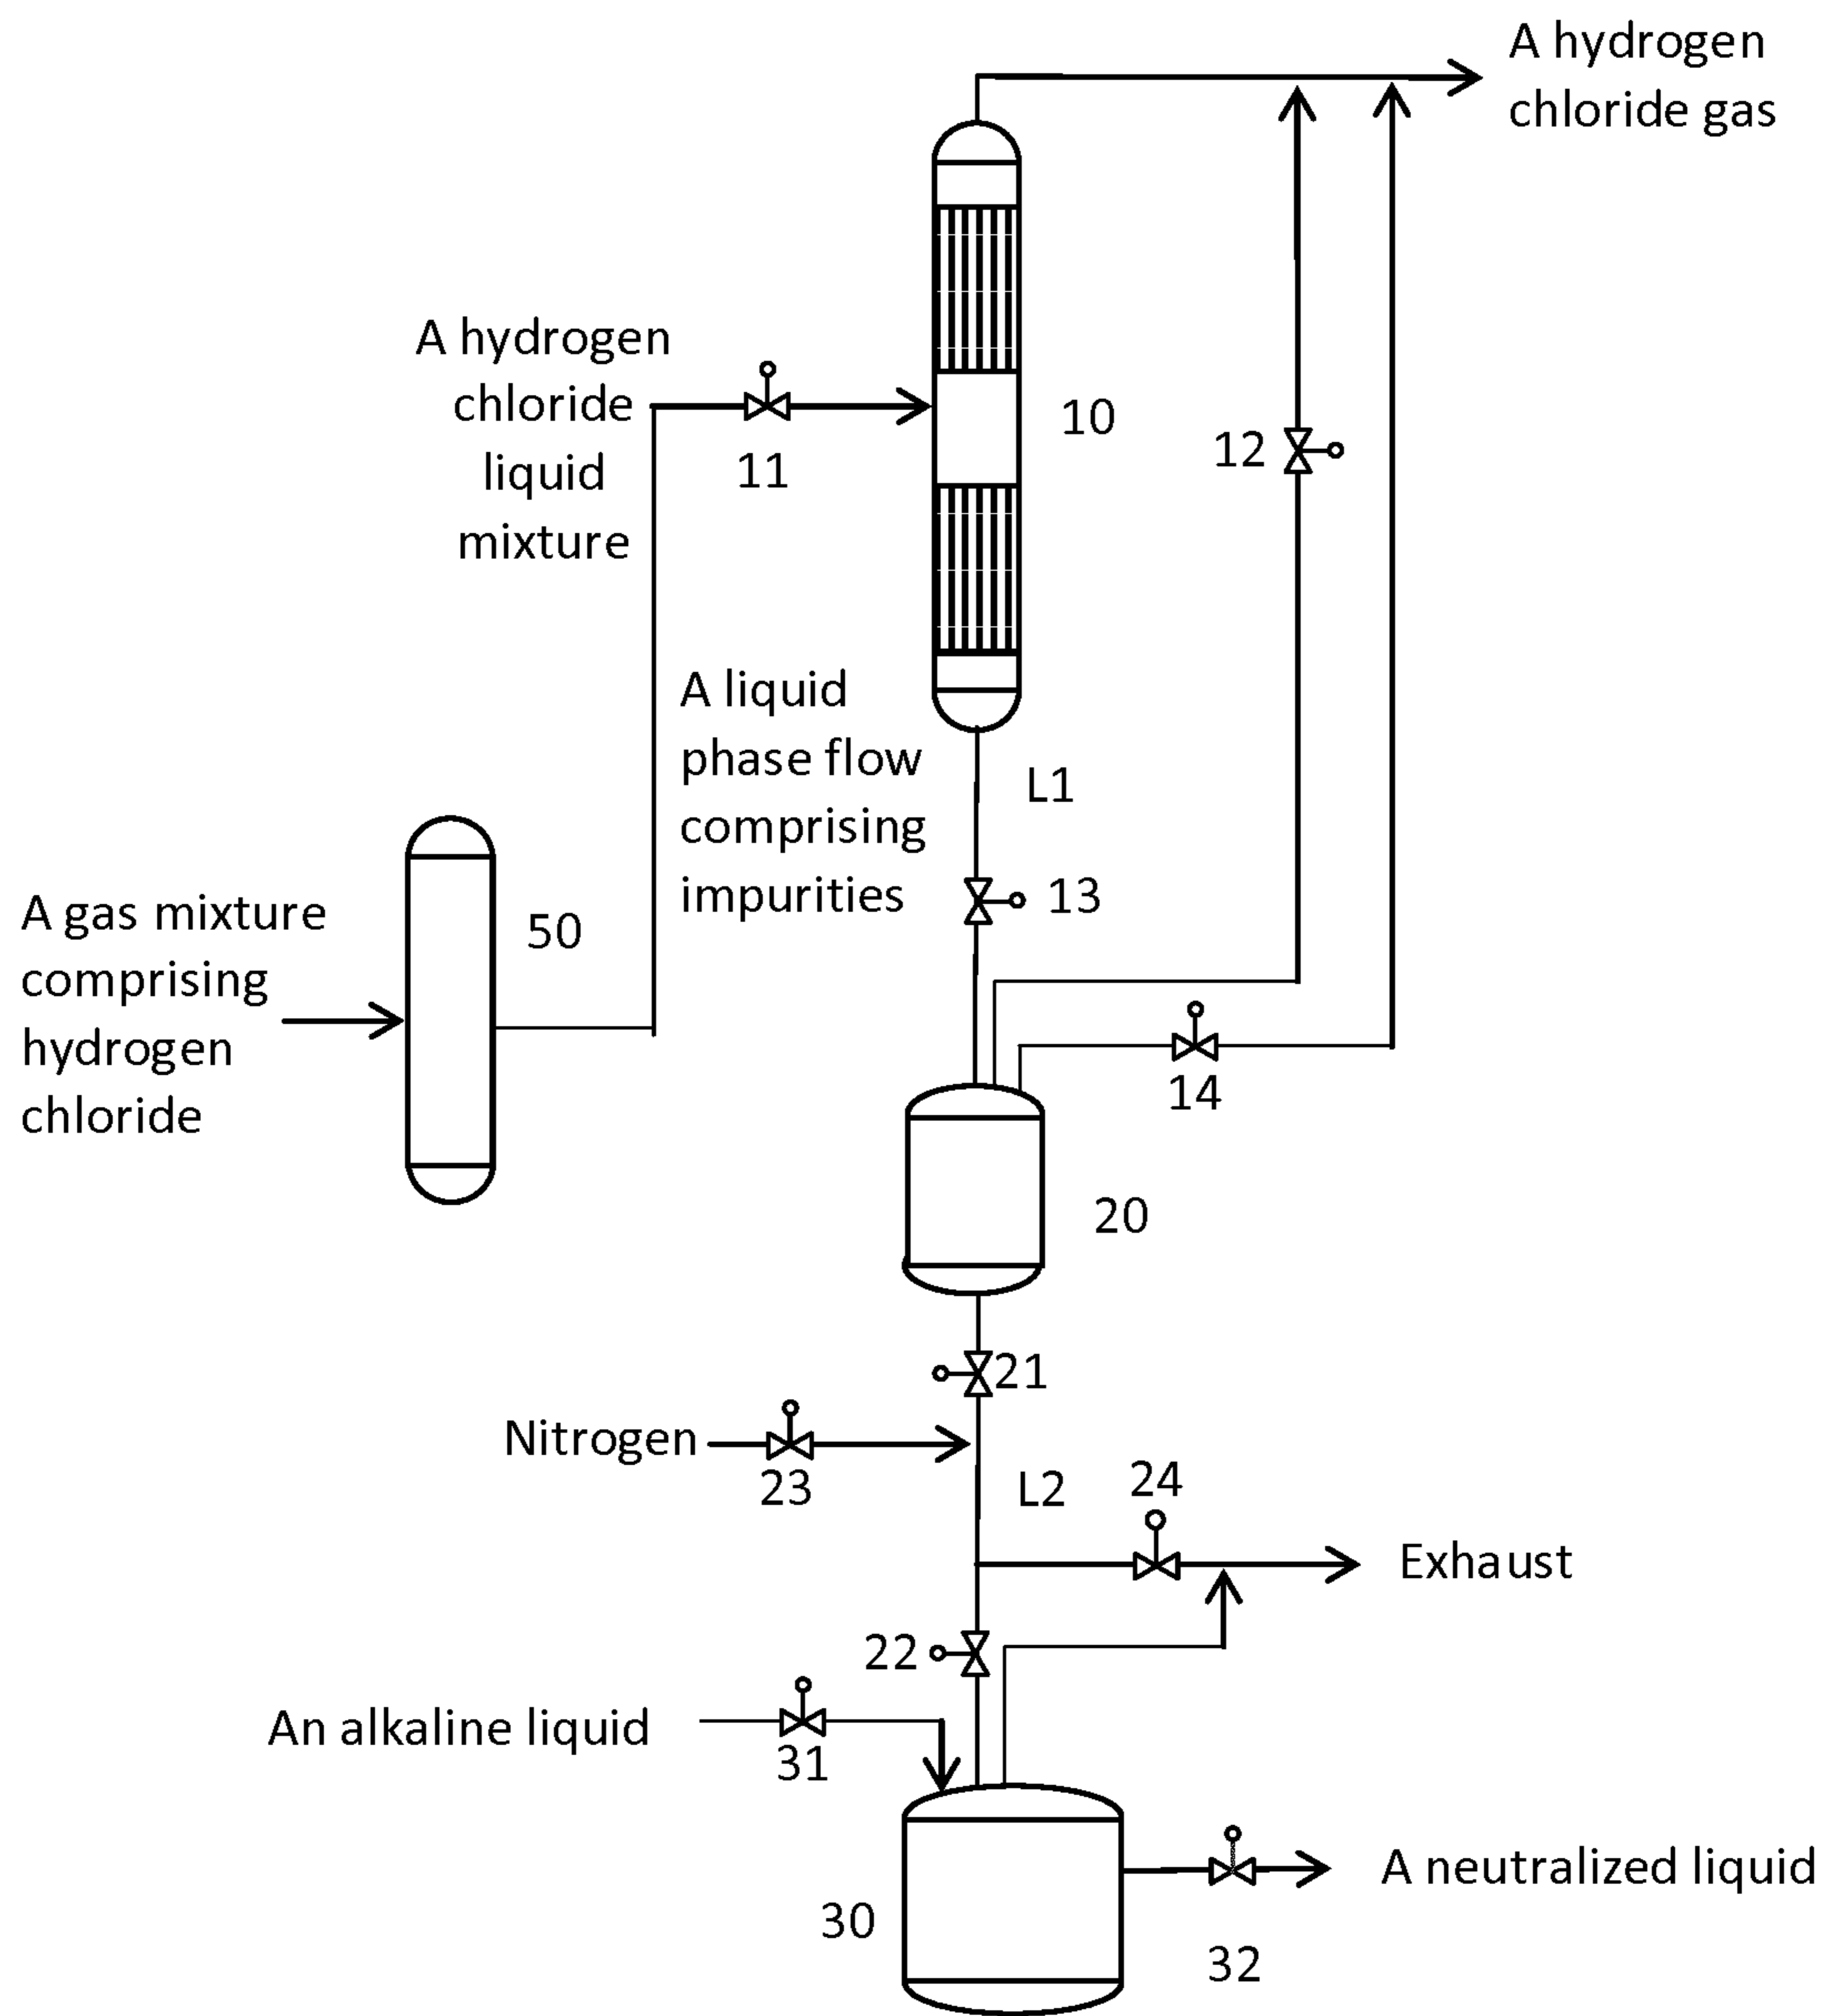 A hydrogen
chloride gas
A hydrogen
chloride
liquid
mixture
11
10
12
A liquid
phase flow
comprising
impurities
L1
13
A gas mixture
comprising
hydrogen
chloride
50
14
20
21
Nitrogen
23
L2
24
Exhaust
22
An alkaline liquid
31
30
A neutralized liquid
32